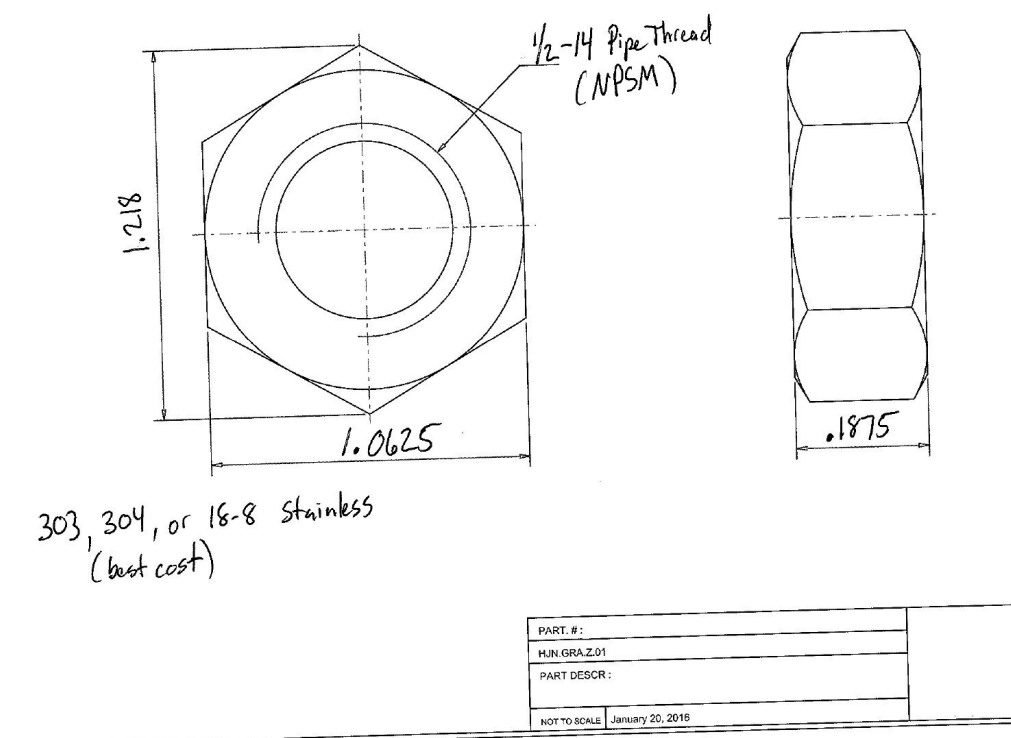 1/2-14 Pipe Thread
(NPSM)
1.218
1.0625
.1875
303, 304, or 18-8 Stainless
(best cost)
PART. # :
HJN.GRA.Z.01
PART DESCR :
NOT TO SCALE
January 20, 2016